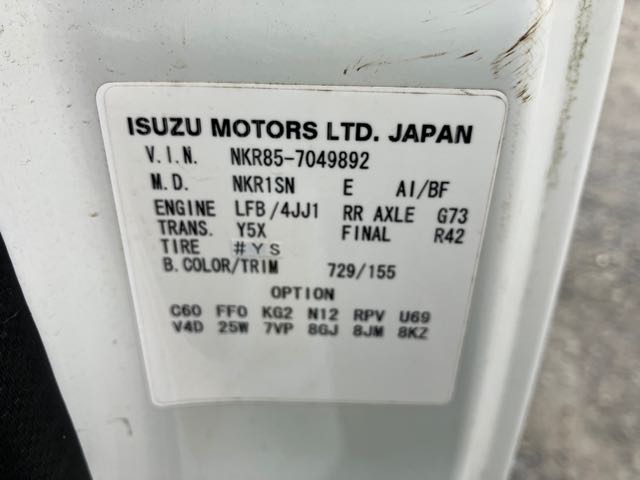 ISUZU MOTORS LTD. JAPAN
V.I.N. NKR85-7049892
M.D. NKR1SN E AI/BF
ENGINE LFB/4JJ1 RR AXLE G73
TRANS. Y5X FINAL R42
TIRE #YS
B.COLOR/TRIM 729/155
OPTION
C60 FF0 KG2 N12 RPV U69
V4D 25W 7VP 8GJ 8JM 8KZ